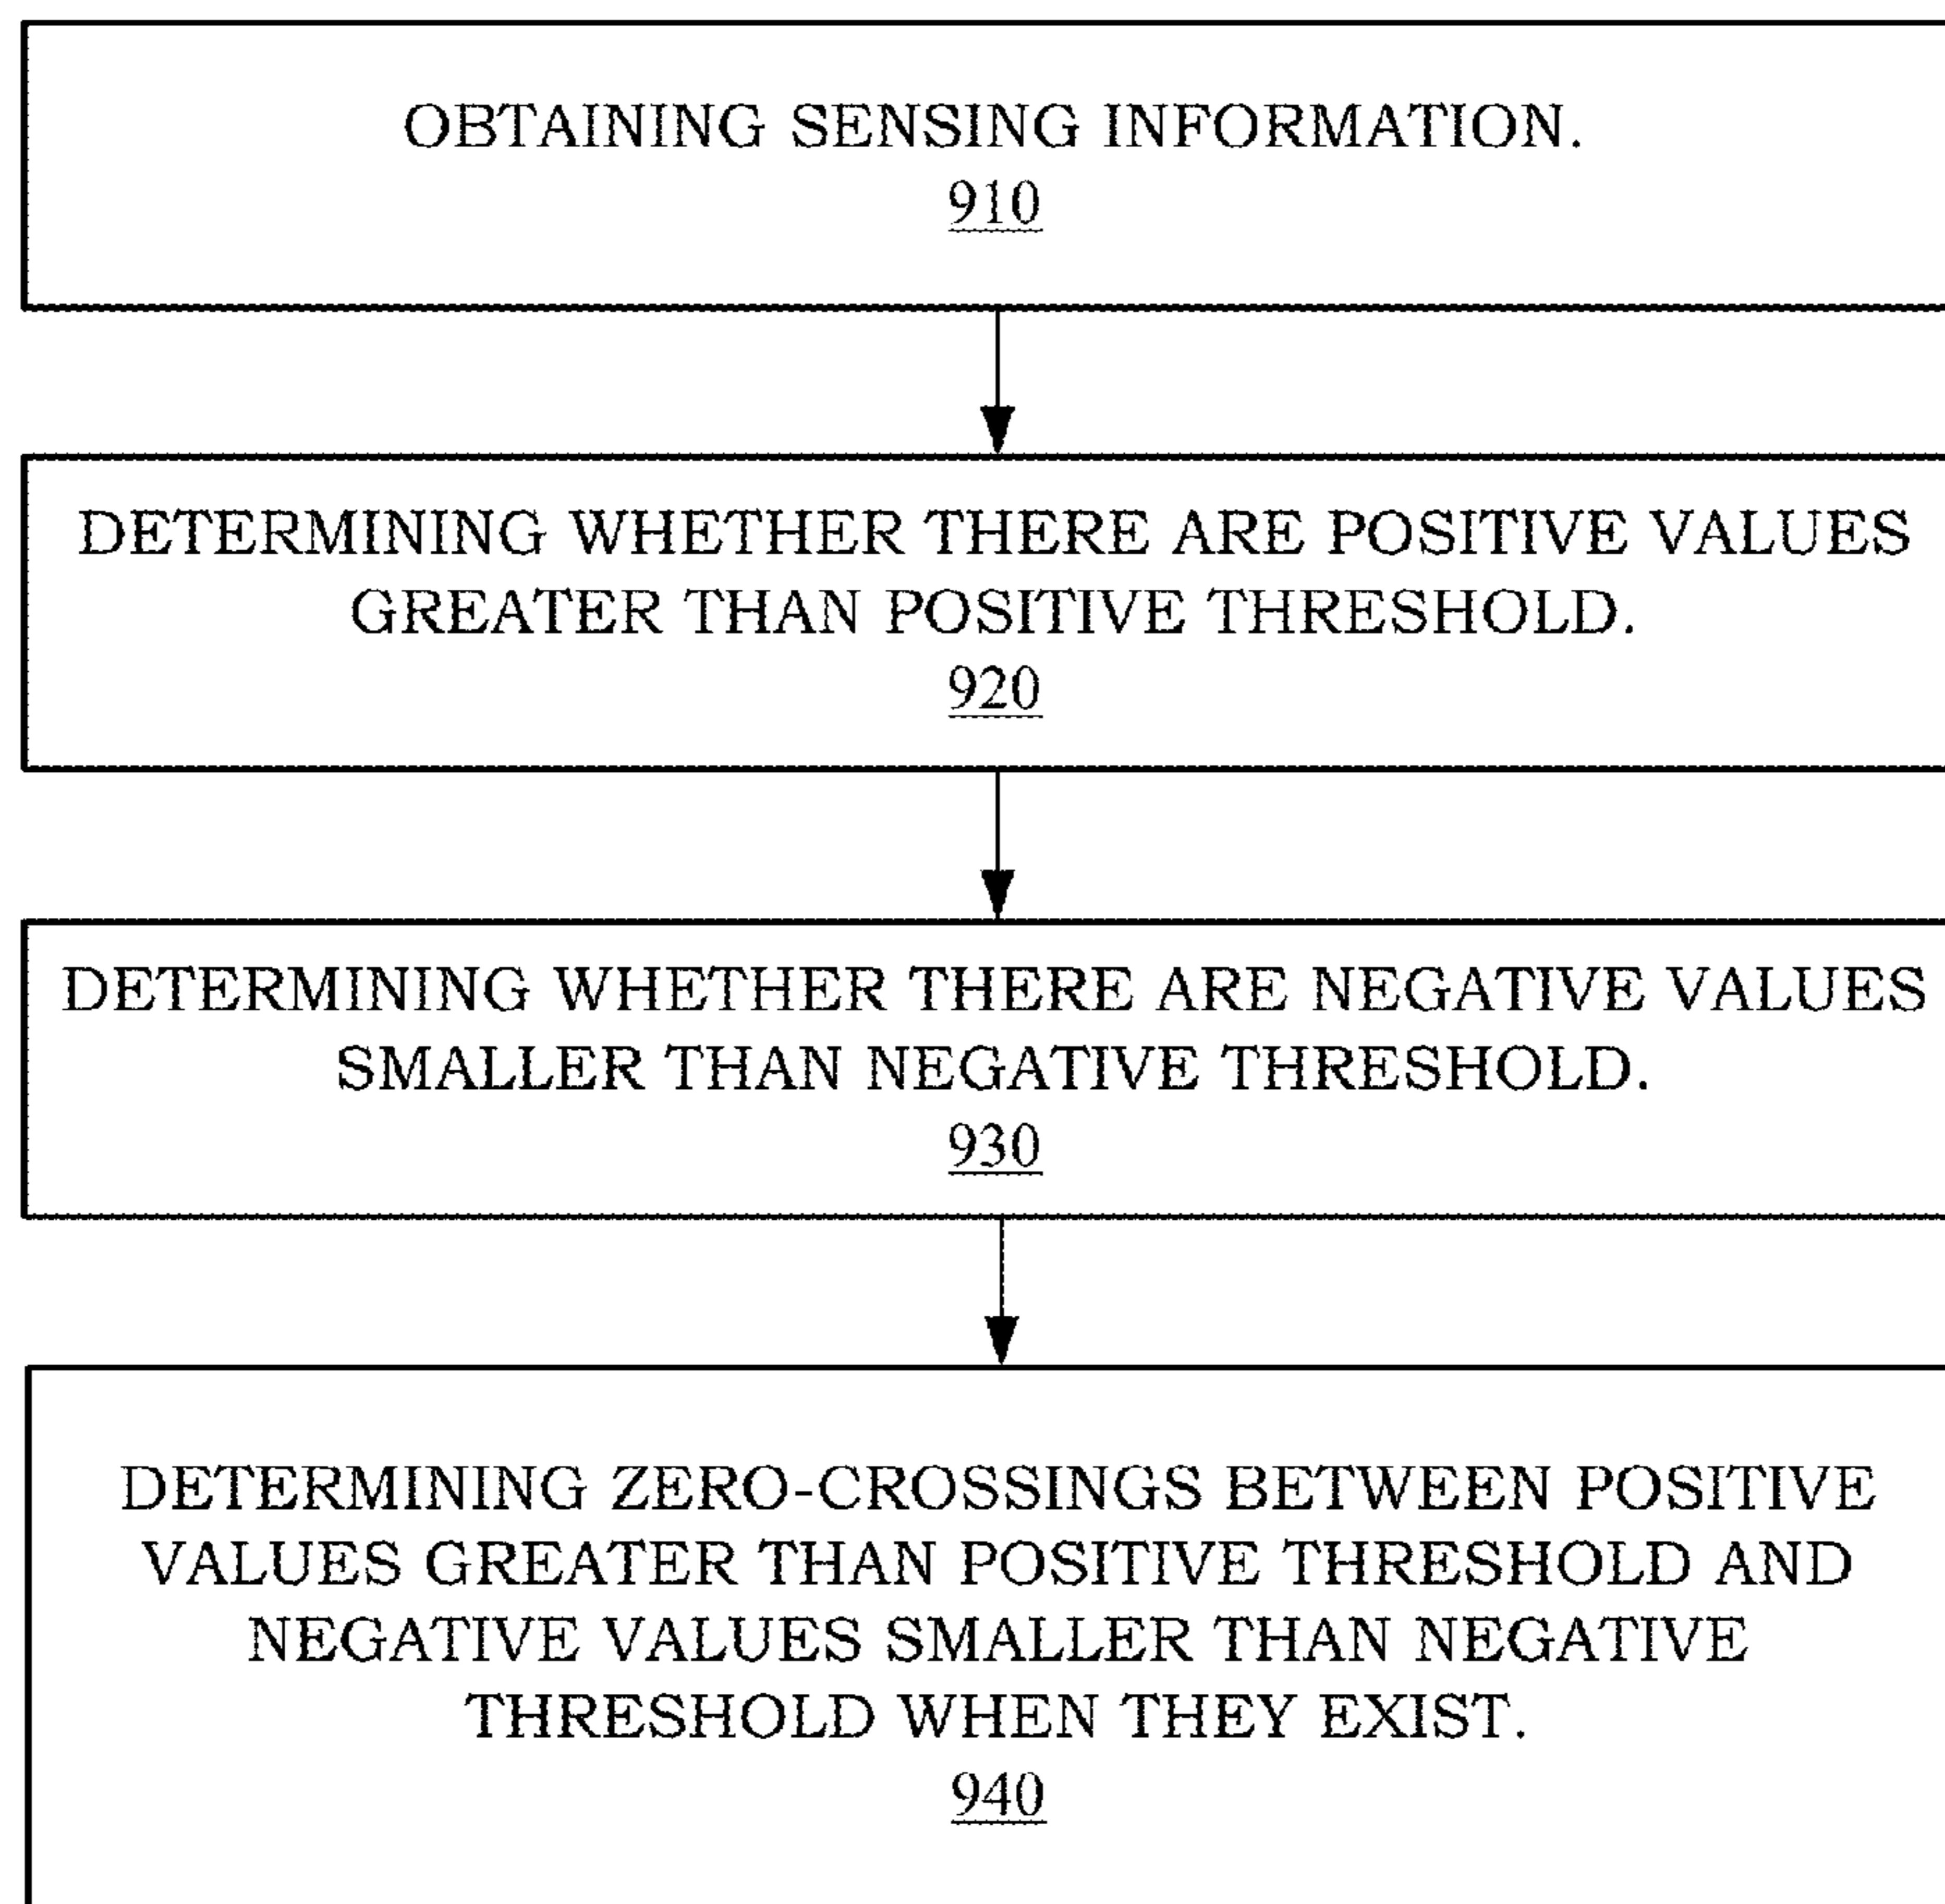 OBTAINING SENSING INFORMATION.
910
DETERMINING WHETHER THERE ARE POSITIVE VALUES
GREATER THAN POSITIVE THRESHOLD.
920
DETERMINING WHETHER THERE ARE NEGATIVE VALUES
SMALLER THAN NEGATIVE THRESHOLD.
930
DETERMINING ZERO-CROSSINGS BETWEEN POSITIVE
VALUES GREATER THAN POSITIVE THRESHOLD AND
NEGATIVE VALUES SMALLER THAN NEGATIVE
THRESHOLD WHEN THEY EXIST.
940